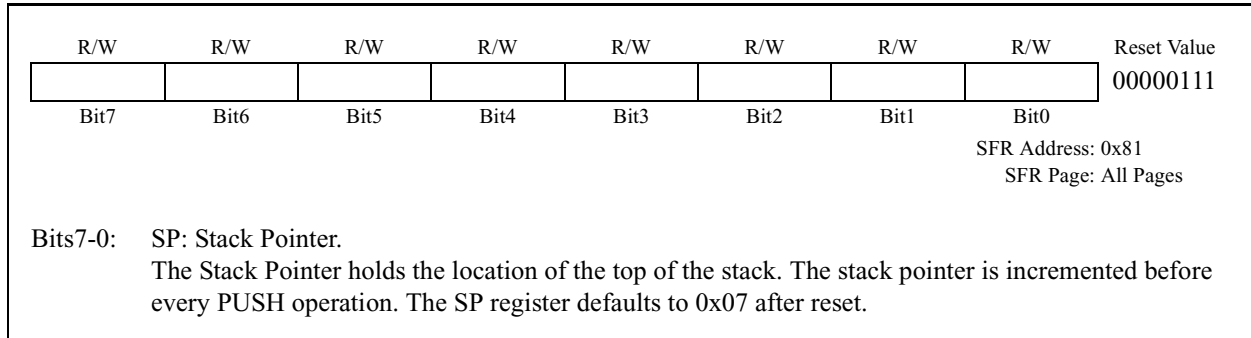 R/W R/W R/W R/W R/W R/W R/W R/W Reset Value
00000111
Bit7 Bit6 Bit5 Bit4 Bit3 Bit2 Bit1 Bit0
SFR Address: 0x81
SFR Page: All Pages
Bits7-0: SP: Stack Pointer.
The Stack Pointer holds the location of the top of the stack. The stack pointer is incremented before
every PUSH operation. The SP register defaults to 0x07 after reset.